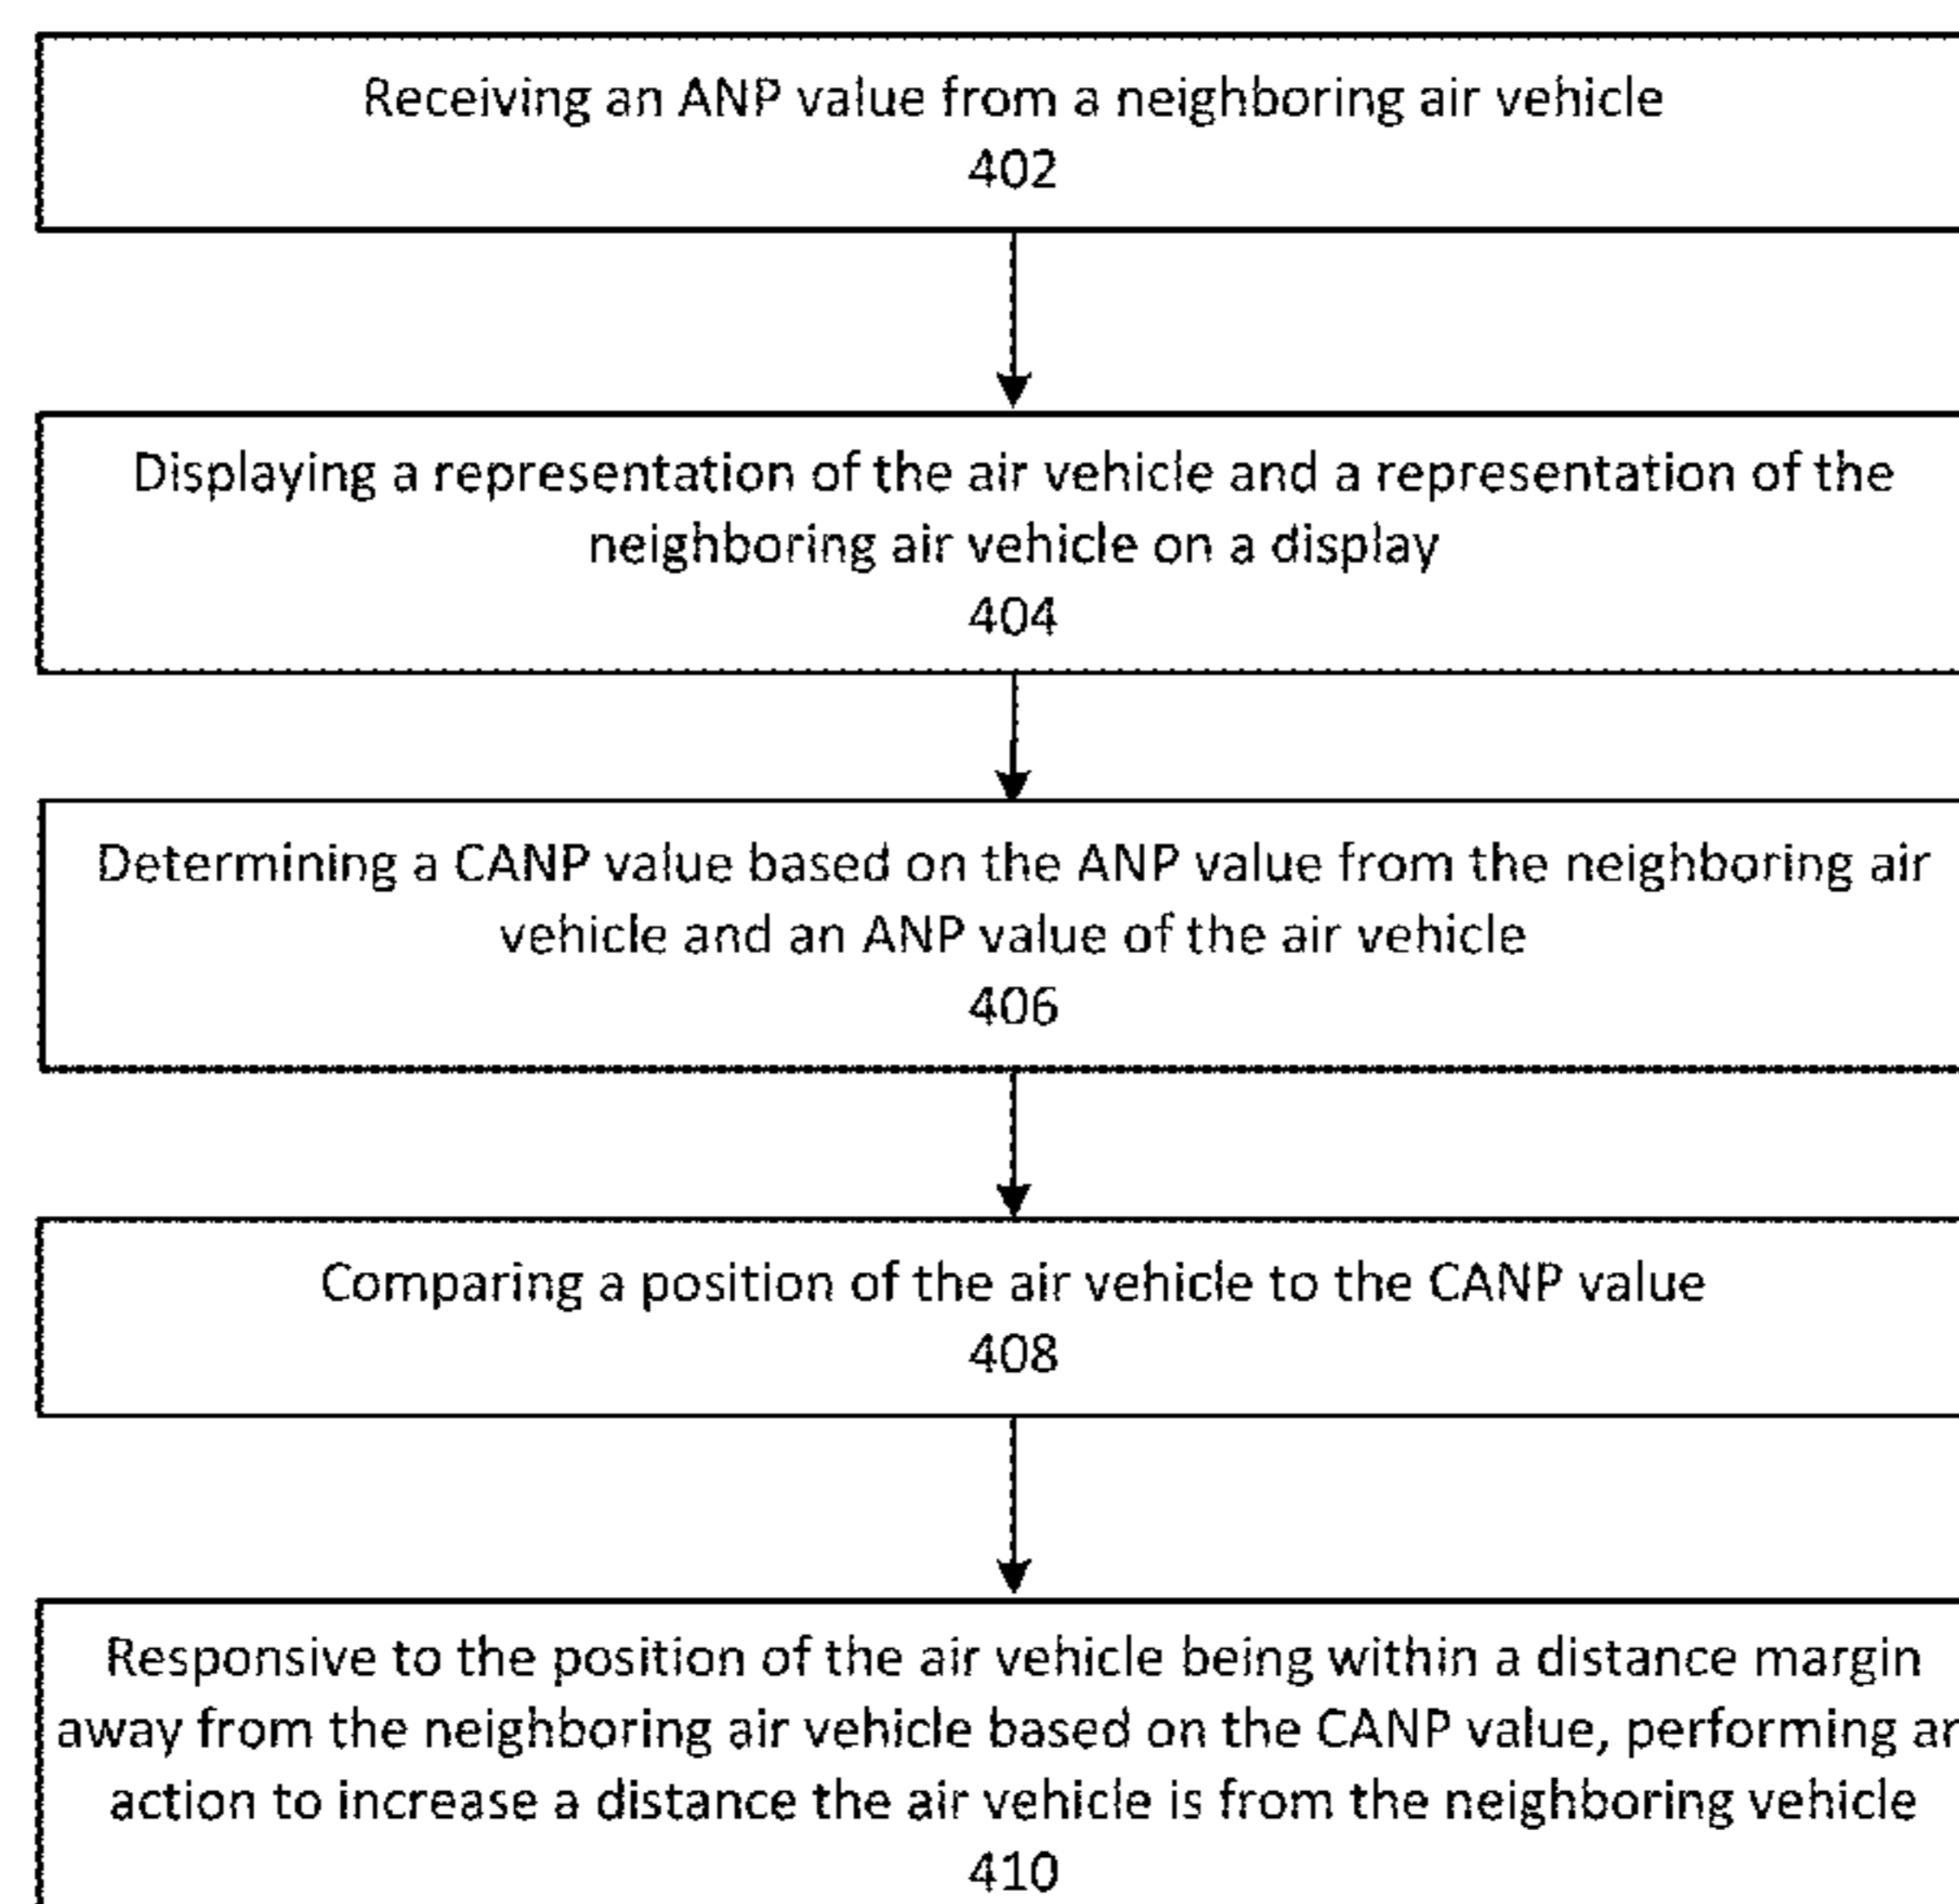 Receiving an ANP value from a neighboring air vehicle
402
Displaying a representation of the air vehicle and a representation of the
neighboring air vehicle on a display
404
Determining a CANP value based on the ANP value from the neighboring air
vehicle and an ANP value of the air vehicle
406
Comparing a position of the air vehicle to the CANP value
408
Responsive to the position of the air vehicle being within a distance margin
away from the neighboring air vehicle based on the CANP value, performing an
action to increase a distance the air vehicle is from the neighboring vehicle
410